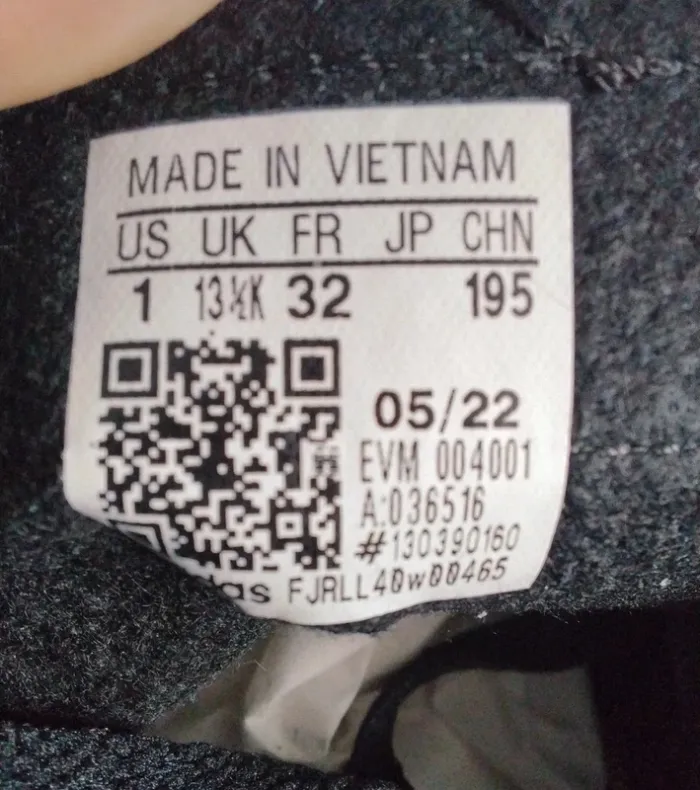 MADE IN VIETNAM
US UK FR JP CHN
1 13½K 32 195
05/22
EVM 004001
A:036516
#130390160
FJRLL40w00465